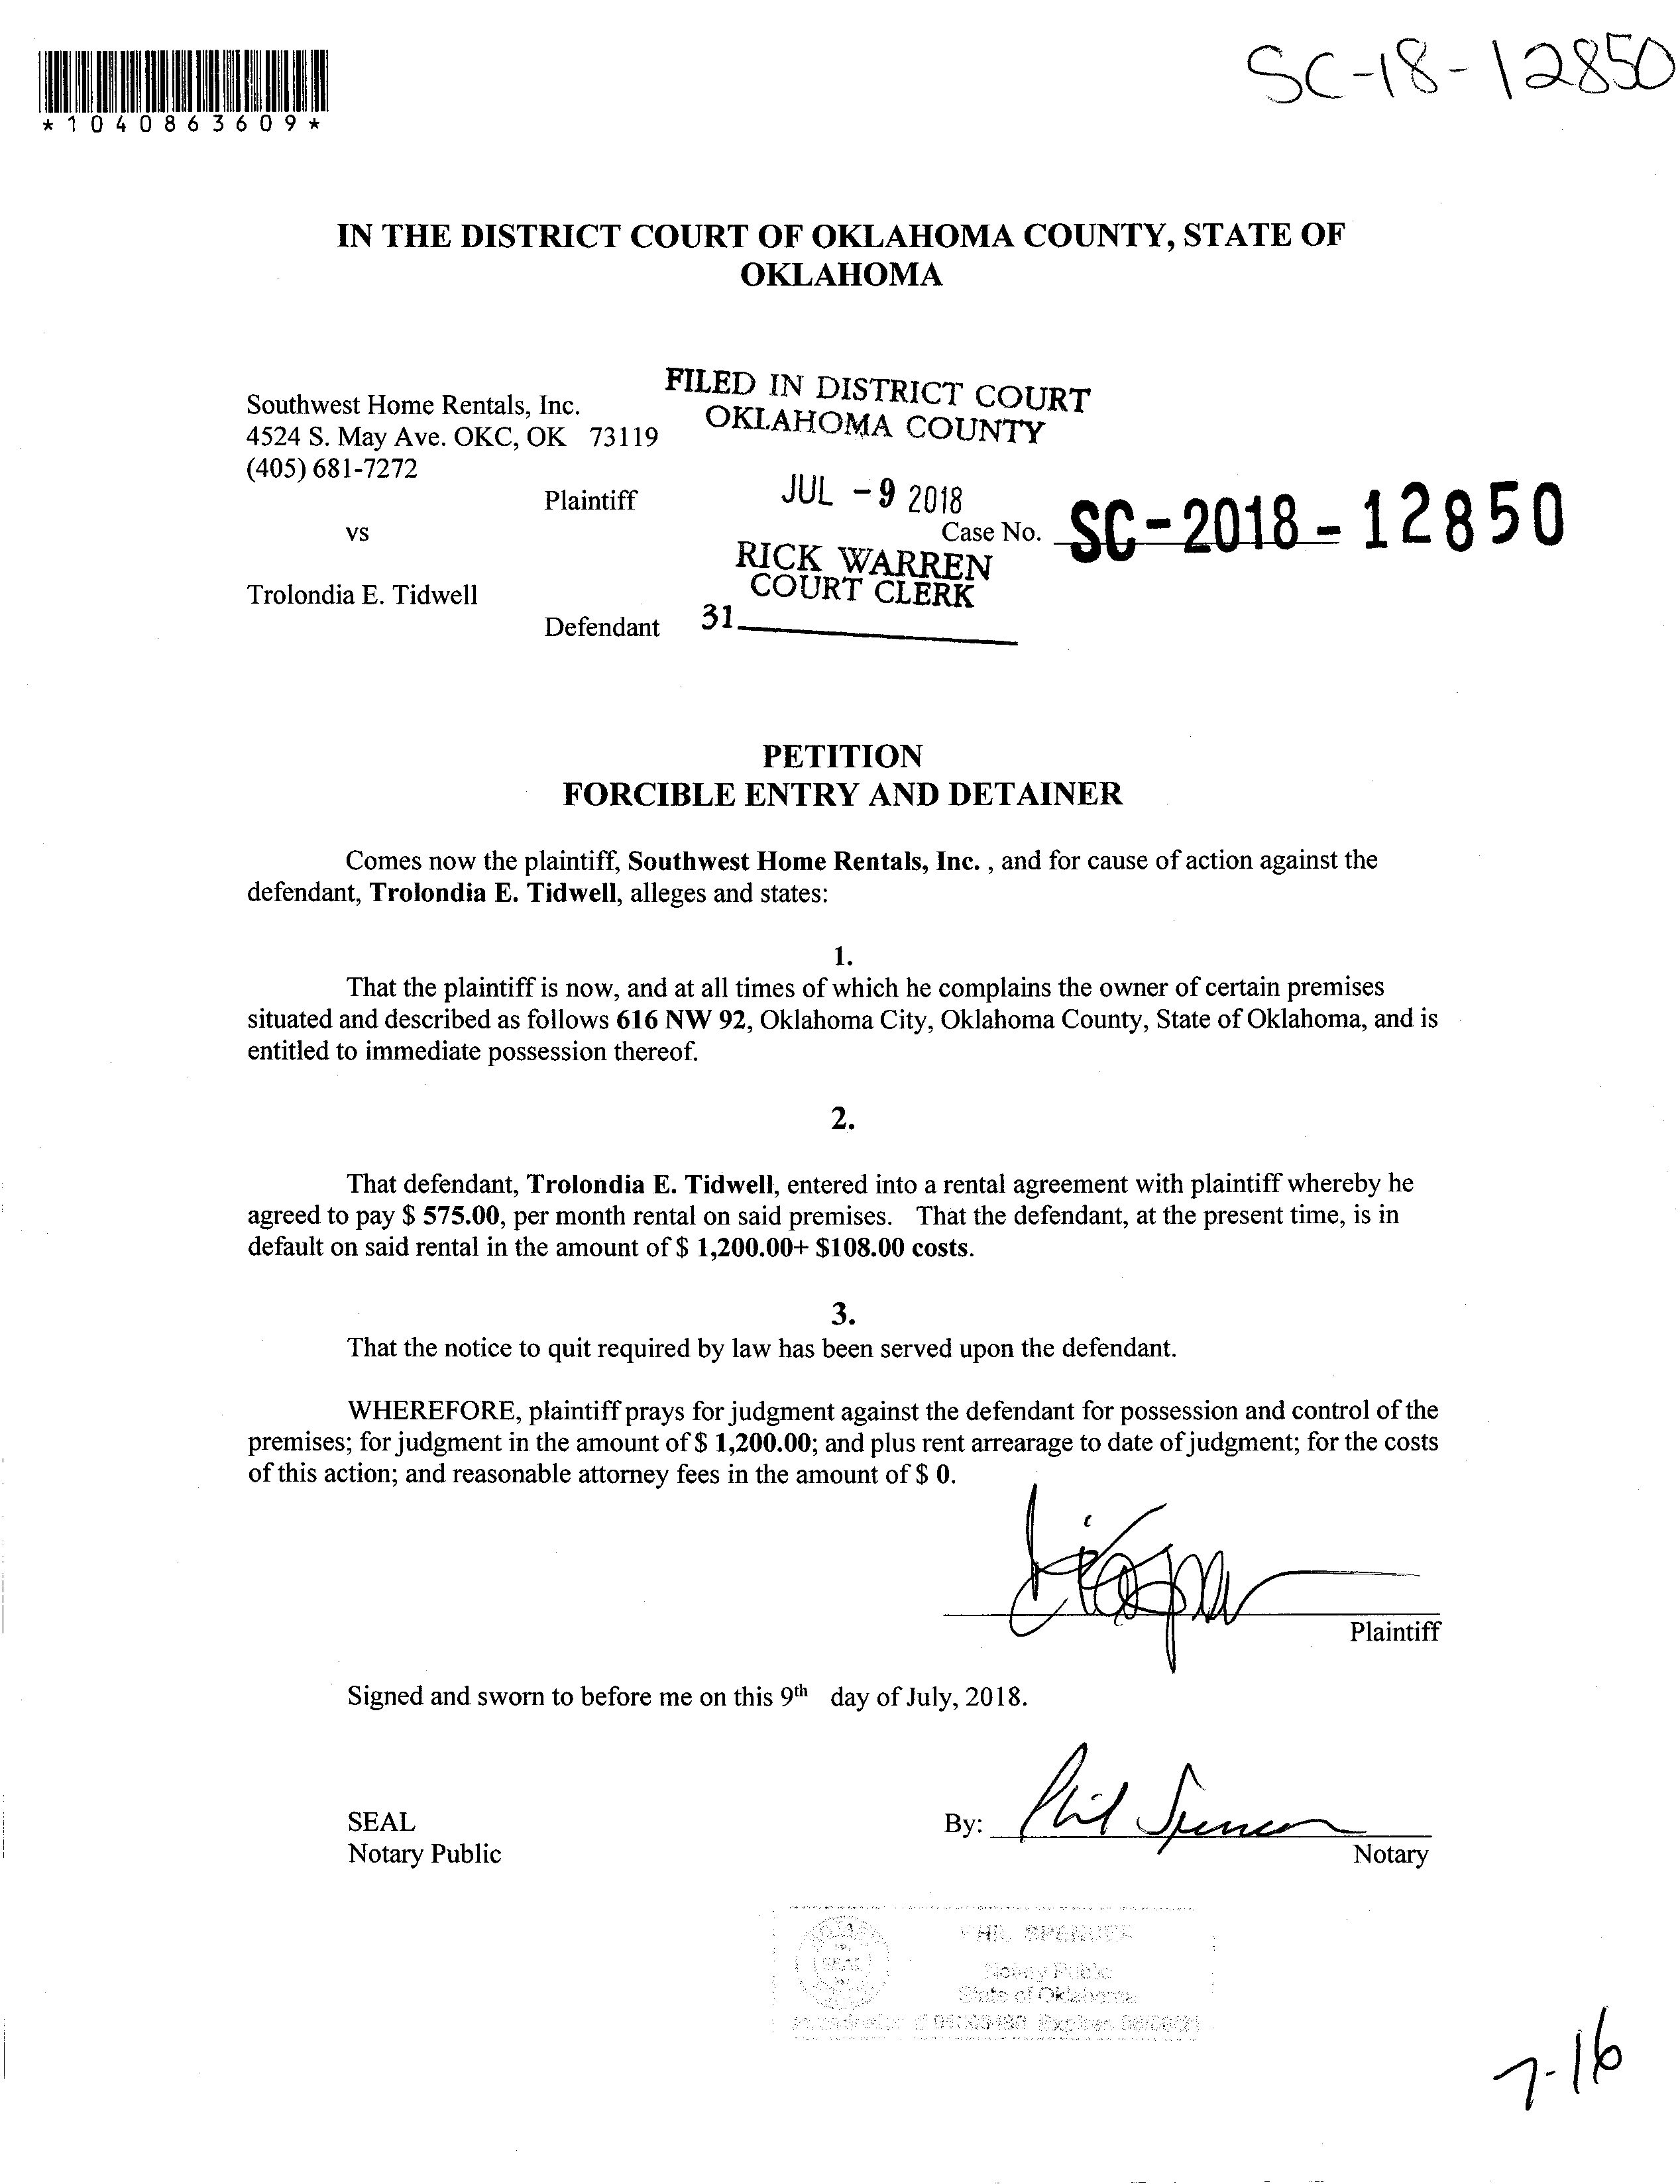 SC-18-12850
*1040863609*
IN THE DISTRICT COURT OF OKLAHOMA COUNTY, STATE OF
OKLAHOMA
Southwest Home Rentals, Inc.
4524 S. May Ave. OKC, OK 73119
(405) 681-7272
Plaintiff
vs
Trolondia E. Tidwell
Defendant
FILED IN DISTRICT COURT
OKLAHOMA COUNTY
JUL - 9 2018
Case No. SC-2018-12850
RICK WARREN
COURT CLERK
31
PETITION
FORCIBLE ENTRY AND DETAINER
Comes now the plaintiff, Southwest Home Rentals, Inc. , and for cause of action against the
defendant, Trolondia E. Tidwell, alleges and states:
1.
That the plaintiff is now, and at all times of which he complains the owner of certain premises
situated and described as follows 616 NW 92, Oklahoma City, Oklahoma County, State of Oklahoma, and is
entitled to immediate possession thereof.
2.
That defendant, Trolondia E. Tidwell, entered into a rental agreement with plaintiff whereby he
agreed to pay $ 575.00, per month rental on said premises. That the defendant, at the present time, is in
default on said rental in the amount of $ 1,200.00+ $108.00 costs.
3.
That the notice to quit required by law has been served upon the defendant.
WHEREFORE, plaintiff prays for judgment against the defendant for possession and control of the
premises; for judgment in the amount of $ 1,200.00; and plus rent arrearage to date of judgment; for the costs
of this action; and reasonable attorney fees in the amount of $ 0.
Plaintiff
Signed and sworn to before me on this 9th day of July, 2018.
SEAL
Notary Public
By: Phil Spencer
Notary
PHIL SPENCER
SEAL
Notary Public
State of Oklahoma
Expires
7-16